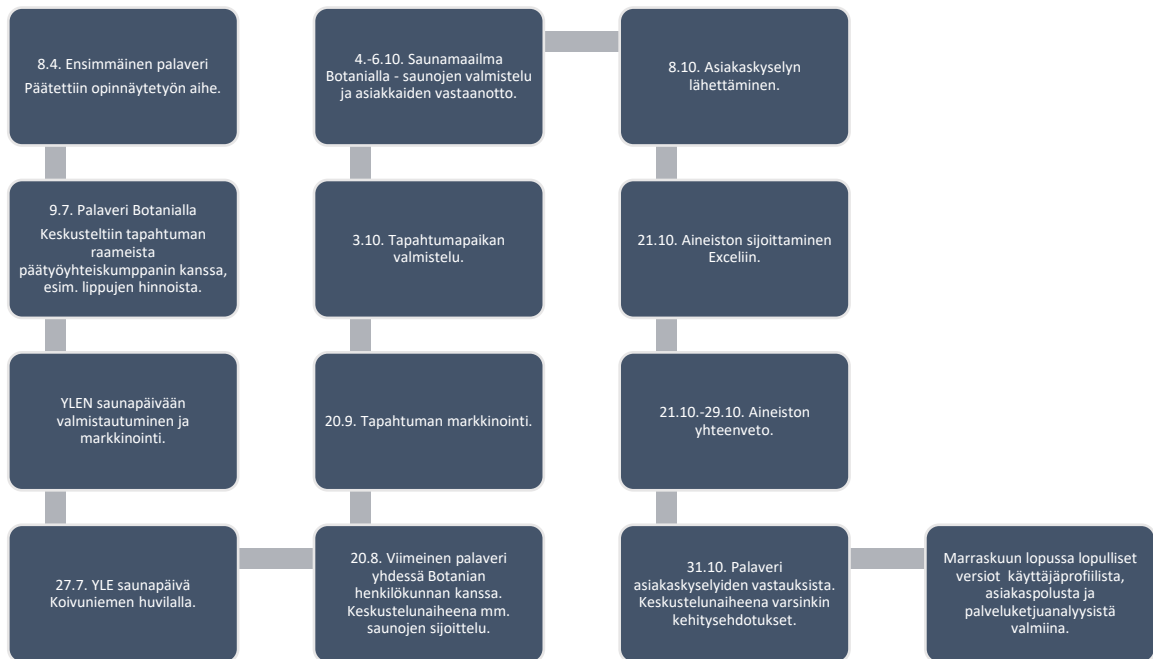 8.4. Ensimmäinen palaveri
Päätettiin opinnäytetyön aihe.
9.7. Palaveri Botanialla
Keskusteltiin tapahtuman
raameista
päätyöyhteiskumppanin kanssa,
esim. lippujen hinnoista.
YLEN saunapäivään
valmistautuminen ja
markkinointi.
27.7. YLE saunapäivä
Koivuniemen huvilalla.
20.8. Viimeinen palaveri
yhdessä Botanian
henkilökunnan kanssa.
Keskustelunaiheena mm.
saunojen sijoittelu.
20.9. Tapahtuman markkinointi.
3.10. Tapahtumapaikan
valmistelu.
4.-6.10. Saunamaailma
Botanialla - saunojen valmistelu
ja asiakkaiden vastaanotto.
8.10. Asiakaskyselyn
lähettäminen.
21.10. Aineiston sijoittaminen
Exceliin.
21.10.-29.10. Aineiston
yhteenveto.
31.10. Palaveri
asiakaskyselyiden vastauksista.
Keskustelunaiheena varsinkin
kehitysehdotukset.
Marraskuun lopussa lopulliset
versiot käyttäjäprofiilista,
asiakaspolusta ja
palveluketjuanalyysistä
valmiina.